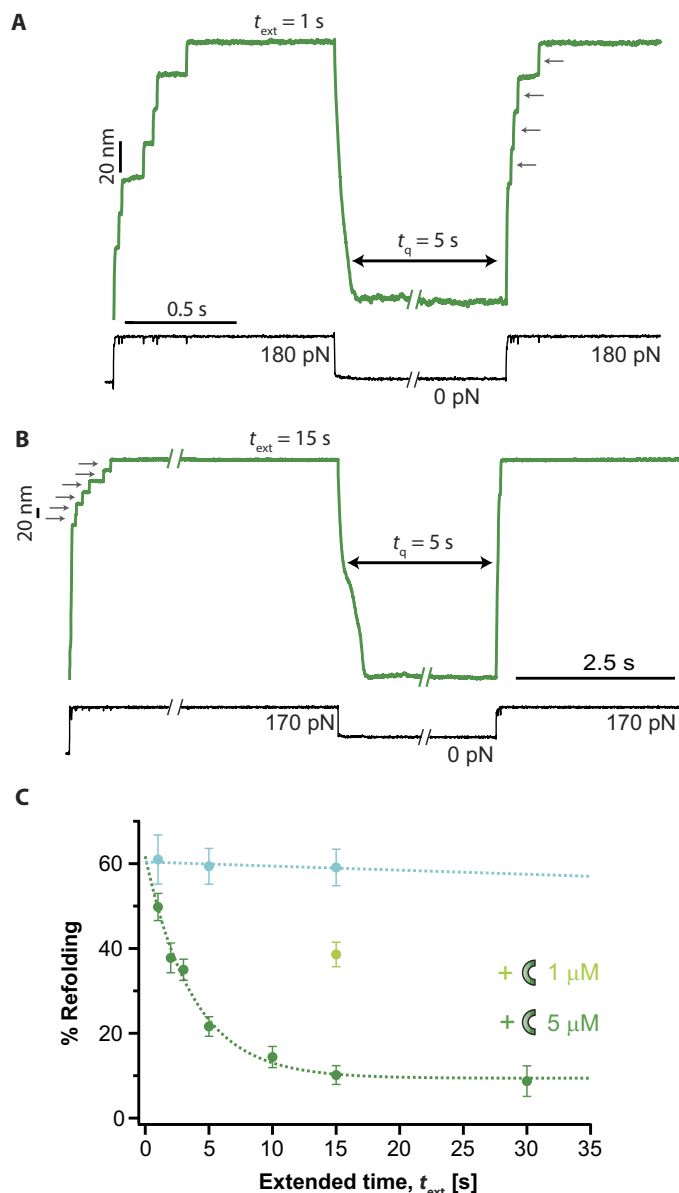 A
t_ext = 1 s
20 nm
t_q = 5 s
0.5 s
180 pN
0 pN
180 pN
B
t_ext = 15 s
20 nm
t_q = 5 s
2.5 s
170 pN
0 pN
170 pN
C
% Refolding
60
40
20
0
+ 1 μM
+ 5 μM
0 5 10 15 20 25 30 35
Extended time, t_ext [s]